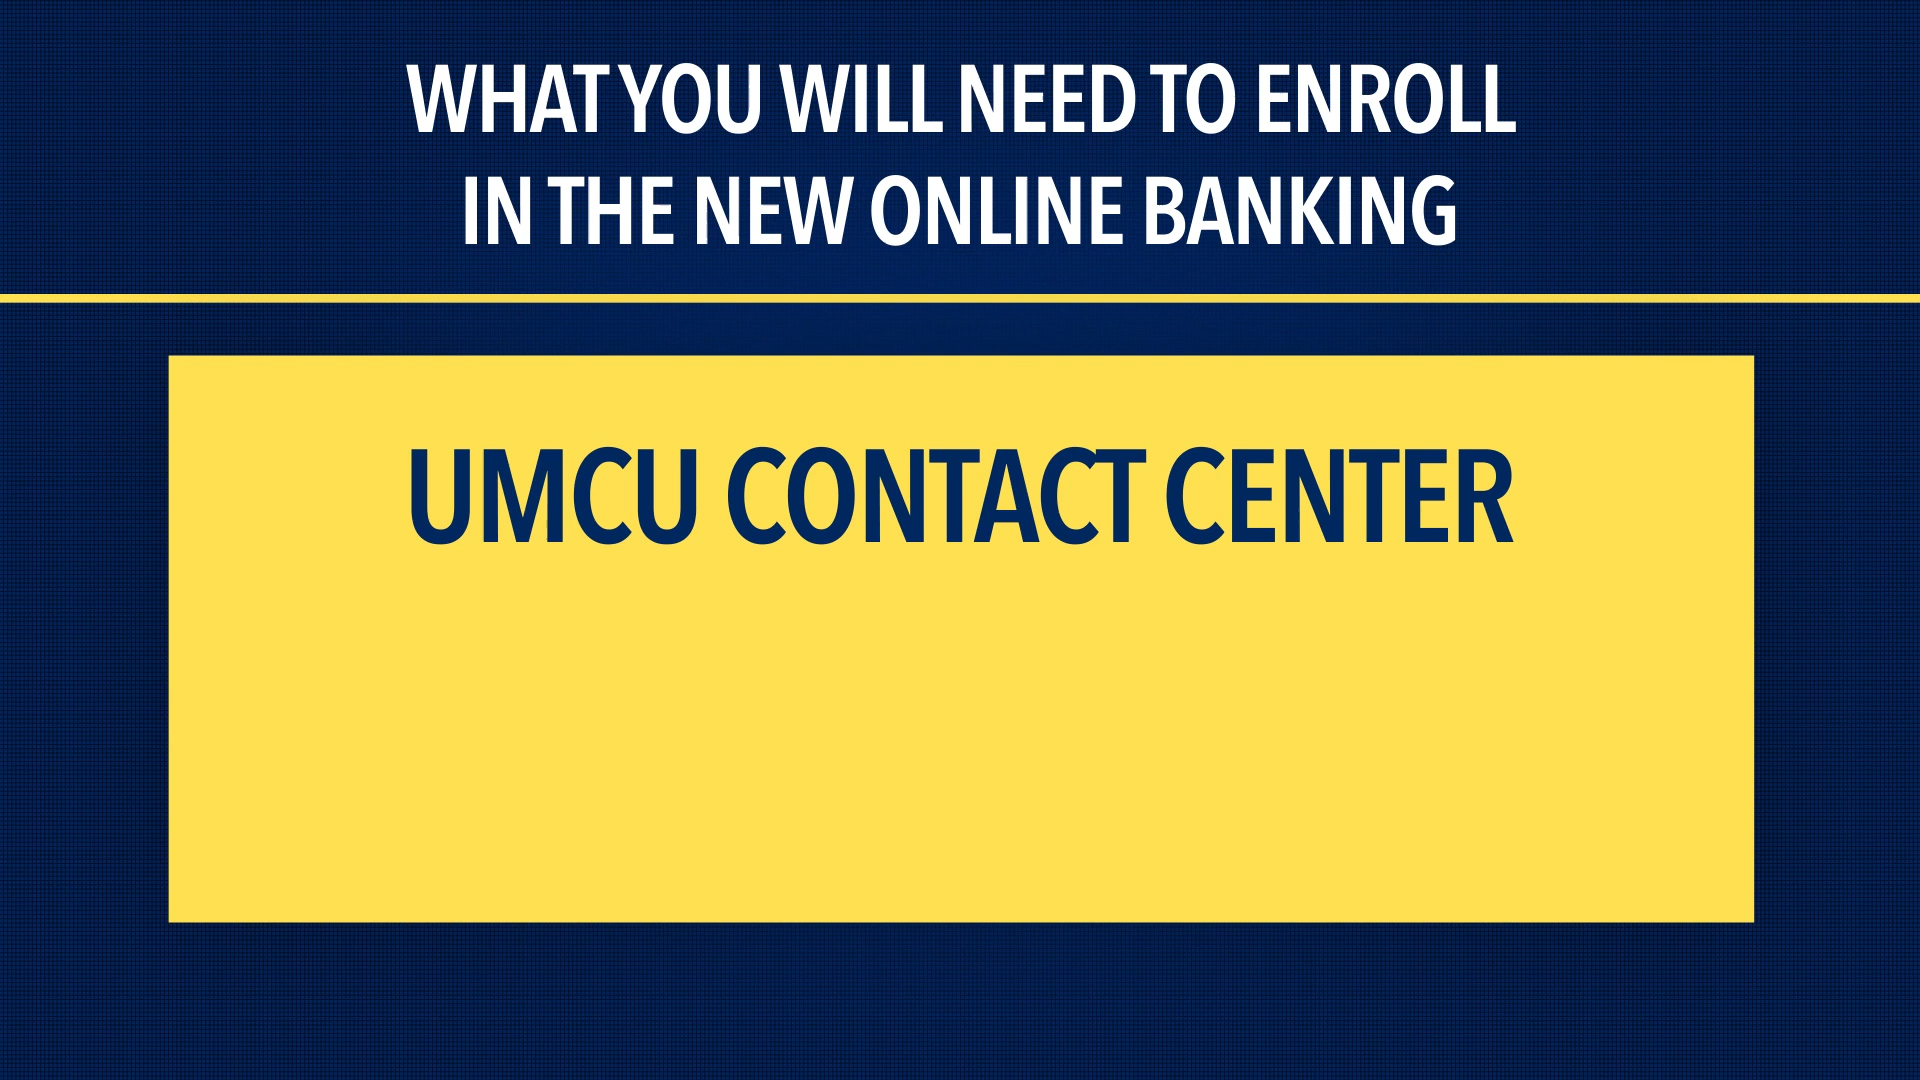 WHAT YOU WILL NEED TO ENROLL
IN THE NEW ONLINE BANKING
UMCU CONTACT CENTER